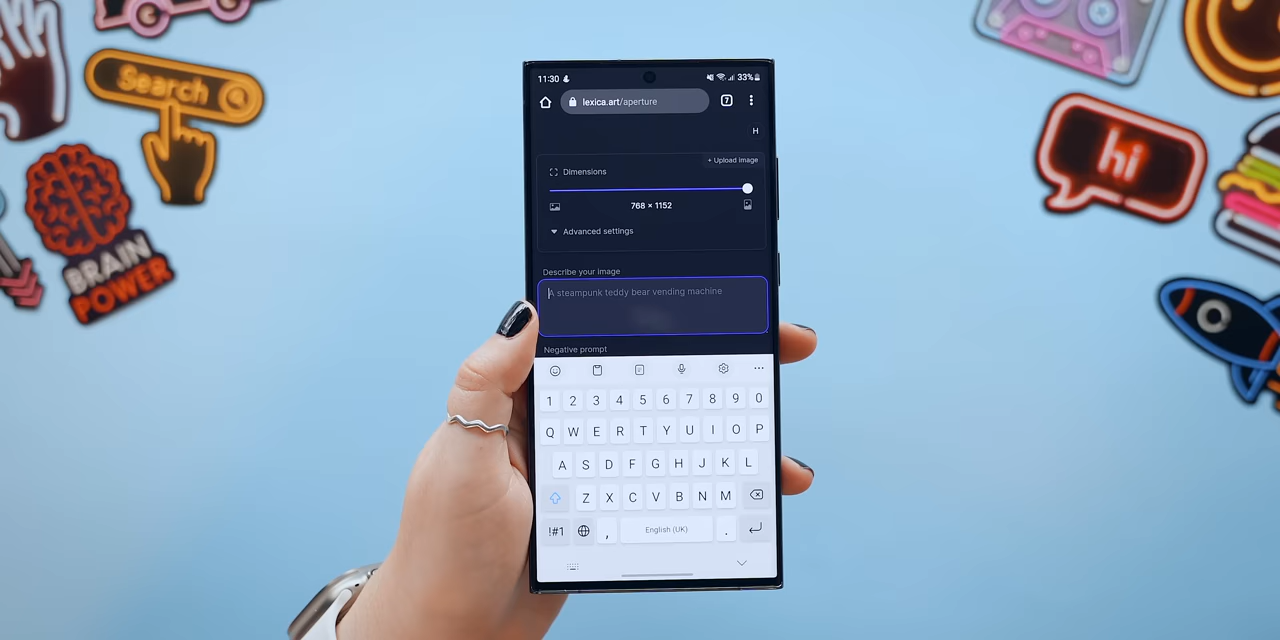 Search
BRAIN
POWER
hi
11:30
33%
lexica.art/aperture
7
H
+ Upload image
Dimensions
768 × 1152
Advanced settings
Describe your image
A steampunk teddy bear vending machine
Negative prompt
1 2 3 4 5 6 7 8 9 0
Q W E R T Y U I O P
A S D F G H J K L
Z X C V B N M
!#1 , English (UK) .